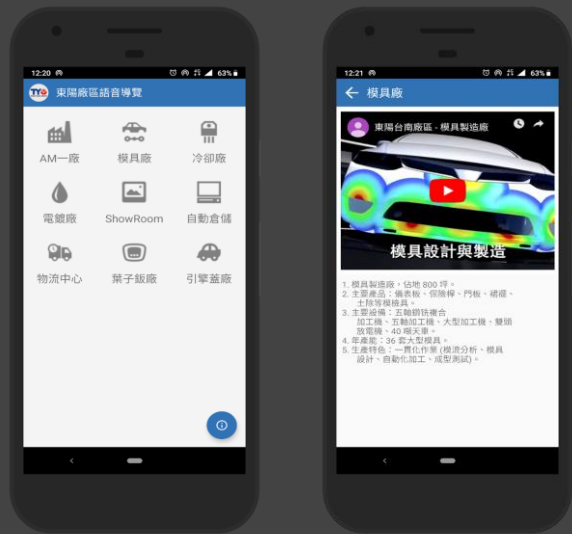 12:20
63%
TYG
東陽廠區語音導覽
AM一廠
模具廠
冷卻廠
電鍍廠
ShowRoom
自動倉儲
物流中心
葉子鈑廠
引擎蓋廠
12:21
63%
模具廠
東陽台南廠區 - 模具製造廠
模具設計與製造
1. 模具製造廠，佔地 800 坪。
2. 主要產品：儀表板、保險桿、門板、裙襬、
土除等模檢具。
3. 主要設備：五軸鑽銑複合
加工機、五軸加工機、大型加工機、雙頭
放電機、40 噸天車。
4. 年產能：36 套大型模具。
5. 生產特色：一貫化作業 (模流分析、模具
設計、自動化加工、成型測試)。